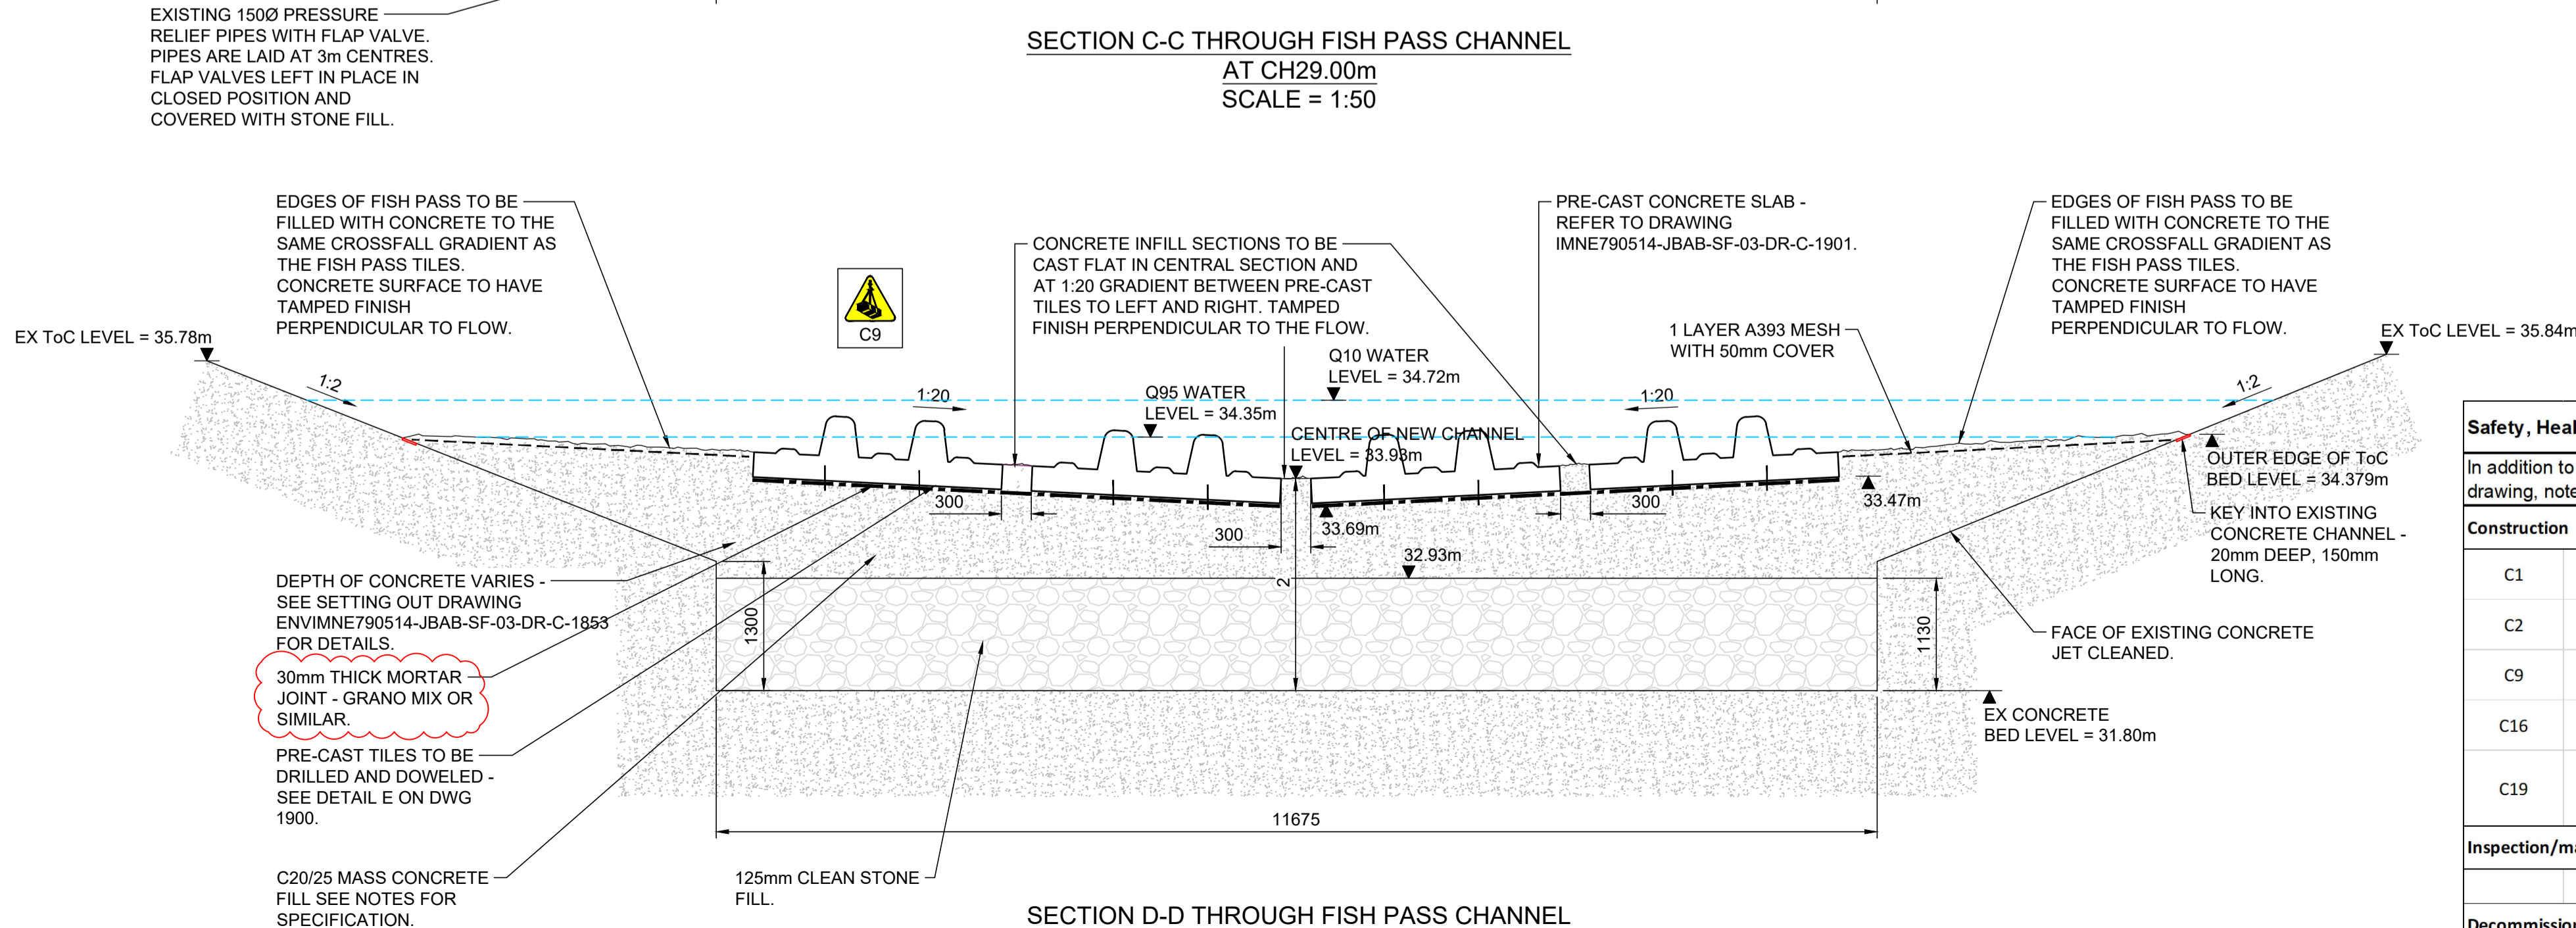 EXISTING 150Ø PRESSURE
RELIEF PIPES WITH FLAP VALVE.
PIPES ARE LAID AT 3m CENTRES.
FLAP VALVES LEFT IN PLACE IN
CLOSED POSITION AND
COVERED WITH STONE FILL.
SECTION C-C THROUGH FISH PASS CHANNEL
AT CH29.00m
SCALE = 1:50
EDGES OF FISH PASS TO BE
FILLED WITH CONCRETE TO THE
SAME CROSSFALL GRADIENT AS
THE FISH PASS TILES.
CONCRETE SURFACE TO HAVE
TAMPED FINISH
PERPENDICULAR TO FLOW.
C9
CONCRETE INFILL SECTIONS TO BE
CAST FLAT IN CENTRAL SECTION AND
AT 1:20 GRADIENT BETWEEN PRE-CAST
TILES TO LEFT AND RIGHT. TAMPED
FINISH PERPENDICULAR TO THE FLOW.
PRE-CAST CONCRETE SLAB -
REFER TO DRAWING
IMNE790514-JBAB-SF-03-DR-C-1901.
EDGES OF FISH PASS TO BE
FILLED WITH CONCRETE TO THE
SAME CROSSFALL GRADIENT AS
THE FISH PASS TILES.
CONCRETE SURFACE TO HAVE
TAMPED FINISH
PERPENDICULAR TO FLOW.
EX ToC LEVEL = 35.78m
1 LAYER A393 MESH
WITH 50mm COVER
EX ToC LEVEL = 35.84m
Q10 WATER
LEVEL = 34.72m
Q95 WATER
LEVEL = 34.35m
CENTRE OF NEW CHANNEL
LEVEL = 33.93m
1:2
1:20
1:20
1:2
OUTER EDGE OF ToC
BED LEVEL = 34.379m
KEY INTO EXISTING
CONCRETE CHANNEL -
20mm DEEP, 150mm
LONG.
300
300
300
33.69m
33.47m
32.93m
2
1300
1130
DEPTH OF CONCRETE VARIES -
SEE SETTING OUT DRAWING
ENVIMNE790514-JBAB-SF-03-DR-C-1853
FOR DETAILS.
30mm THICK MORTAR
JOINT - GRANO MIX OR
SIMILAR.
PRE-CAST TILES TO BE
DRILLED AND DOWELED -
SEE DETAIL E ON DWG
1900.
C20/25 MASS CONCRETE
FILL SEE NOTES FOR
SPECIFICATION.
125mm CLEAN STONE
FILL.
FACE OF EXISTING CONCRETE
JET CLEANED.
EX CONCRETE
BED LEVEL = 31.80m
11675
SECTION D-D THROUGH FISH PASS CHANNEL
Safety, Heal
In addition to
drawing, note
Construction
C1
C2
C9
C16
C19
Inspection/ma
Decommission